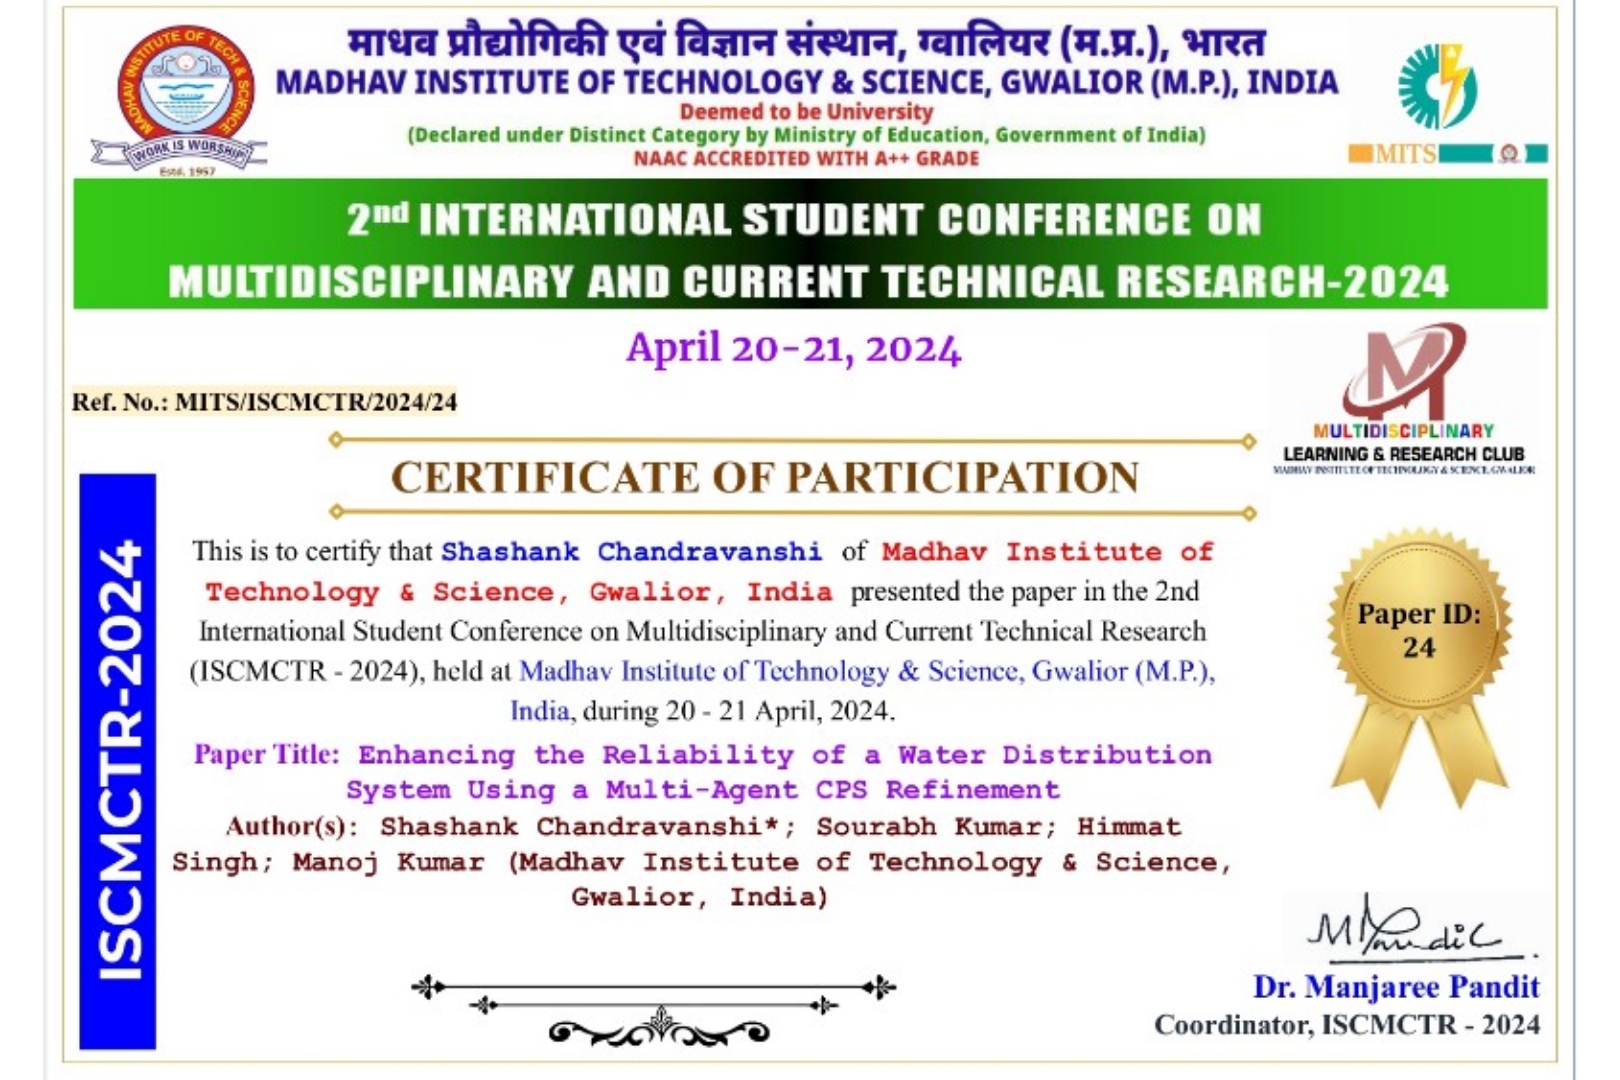 माधव प्रौद्योगिकी एवं विज्ञान संस्थान, ग्वालियर (म.प्र.), भारत
MADHAV INSTITUTE OF TECHNOLOGY & SCIENCE, GWALIOR (M.P.), INDIA
Deemed to be University
(Declared under Distinct Category by Ministry of Education, Government of India)
NAAC ACCREDITED WITH A++ GRADE
MADHAV INSTITUTE OF TECH & SCIENCE
WORK IS WORSHIP
Estd. 1957
MITS
2nd INTERNATIONAL STUDENT CONFERENCE ON
MULTIDISCIPLINARY AND CURRENT TECHNICAL RESEARCH-2024
April 20-21, 2024
Ref. No.: MITS/ISCMCTR/2024/24
M
MULTIDISCIPLINARY
LEARNING & RESEARCH CLUB
MADHAV INSTITUTE OF TECHNOLOGY & SCIENCE, GWALIOR
CERTIFICATE OF PARTICIPATION
ISCMCTR-2024
This is to certify that Shashank Chandravanshi of Madhav Institute of
Technology & Science, Gwalior, India presented the paper in the 2nd
International Student Conference on Multidisciplinary and Current Technical Research
(ISCMCTR - 2024), held at Madhav Institute of Technology & Science, Gwalior (M.P.),
India, during 20 - 21 April, 2024.
Paper Title: Enhancing the Reliability of a Water Distribution
System Using a Multi-Agent CPS Refinement
Author(s): Shashank Chandravanshi*; Sourabh Kumar; Himmat
Singh; Manoj Kumar (Madhav Institute of Technology & Science,
Gwalior, India)
Paper ID:
24
MPandit
Dr. Manjaree Pandit
Coordinator, ISCMCTR - 2024